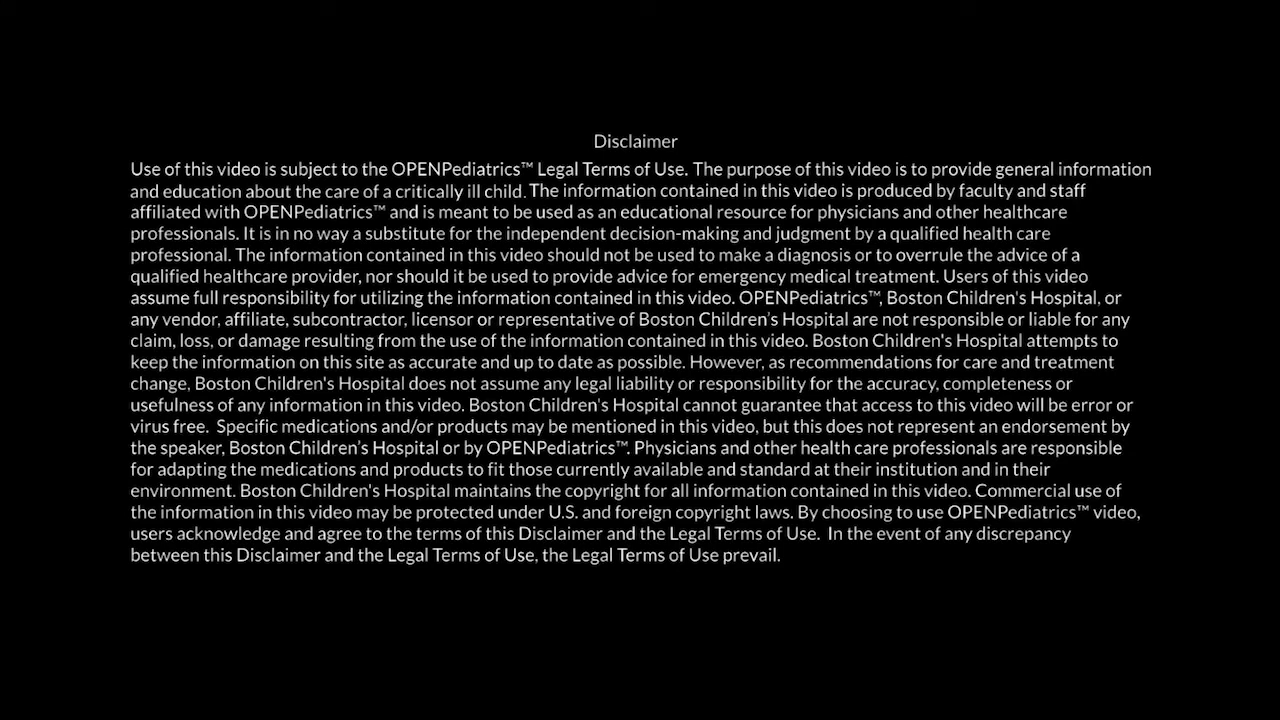 Disclaimer
Use of this video is subject to the OPENPediatrics™ Legal Terms of Use. The purpose of this video is to provide general information
and education about the care of a critically ill child. The information contained in this video is produced by faculty and staff
affiliated with OPENPediatrics™ and is meant to be used as an educational resource for physicians and other healthcare
professionals. It is in no way a substitute for the independent decision-making and judgment by a qualified health care
professional. The information contained in this video should not be used to make a diagnosis or to overrule the advice of a
qualified healthcare provider, nor should it be used to provide advice for emergency medical treatment. Users of this video
assume full responsibility for utilizing the information contained in this video. OPENPediatrics™, Boston Children's Hospital, or
any vendor, affiliate, subcontractor, licensor or representative of Boston Children’s Hospital are not responsible or liable for any
claim, loss, or damage resulting from the use of the information contained in this video. Boston Children's Hospital attempts to
keep the information on this site as accurate and up to date as possible. However, as recommendations for care and treatment
change, Boston Children's Hospital does not assume any legal liability or responsibility for the accuracy, completeness or
usefulness of any information in this video. Boston Children's Hospital cannot guarantee that access to this video will be error or
virus free.  Specific medications and/or products may be mentioned in this video, but this does not represent an endorsement by
the speaker, Boston Children’s Hospital or by OPENPediatrics™. Physicians and other health care professionals are responsible
for adapting the medications and products to fit those currently available and standard at their institution and in their
environment. Boston Children's Hospital maintains the copyright for all information contained in this video. Commercial use of
the information in this video may be protected under U.S. and foreign copyright laws. By choosing to use OPENPediatrics™ video,
users acknowledge and agree to the terms of this Disclaimer and the Legal Terms of Use.  In the event of any discrepancy
between this Disclaimer and the Legal Terms of Use, the Legal Terms of Use prevail.